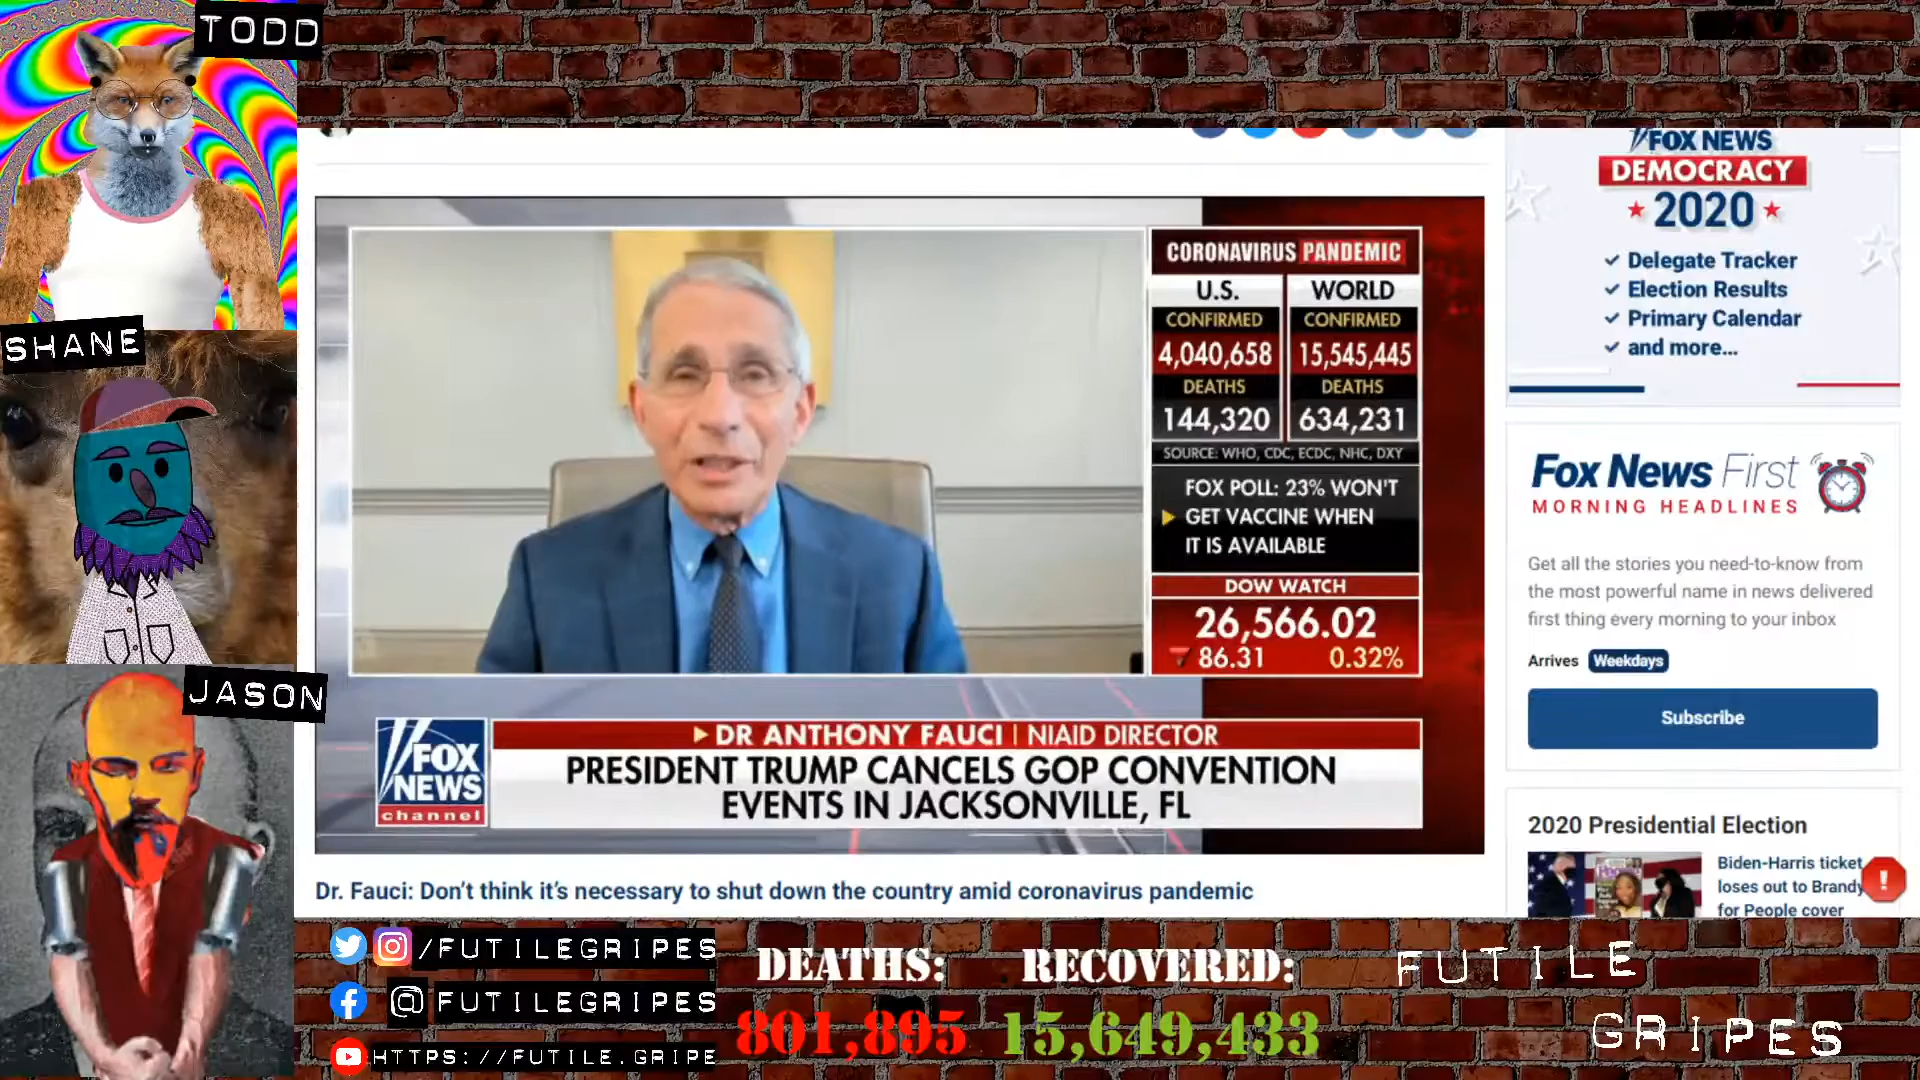 TODD
SHANE
JASON
CORONAVIRUS PANDEMIC
U.S.
WORLD
CONFIRMED
CONFIRMED
4,040,658
15,545,445
DEATHS
DEATHS
144,320
634,231
SOURCE: WHO, CDC, ECDC, NHC, DXY
FOX POLL: 23% WON'T
GET VACCINE WHEN
IT IS AVAILABLE
DOW WATCH
26,566.02
86.31
0.32%
FOX
NEWS
channel
DR ANTHONY FAUCI | NIAID DIRECTOR
PRESIDENT TRUMP CANCELS GOP CONVENTION
EVENTS IN JACKSONVILLE, FL
Dr. Fauci: Don't think it's necessary to shut down the country amid coronavirus pandemic
FOX NEWS
DEMOCRACY
2020
Delegate Tracker
Election Results
Primary Calendar
and more...
Fox News First
MORNING HEADLINES
Get all the stories you need-to-know from
the most powerful name in news delivered
first thing every morning to your inbox
Arrives Weekdays
Subscribe
2020 Presidential Election
Biden-Harris ticket
loses out to Brandy
for People cover
/FUTILEGRIPES
@FUTILEGRIPES
HTTPS://FUTILE.GRIPE
DEATHS:
801,895
RECOVERED:
15,649,433
FUTILE
GRIPES